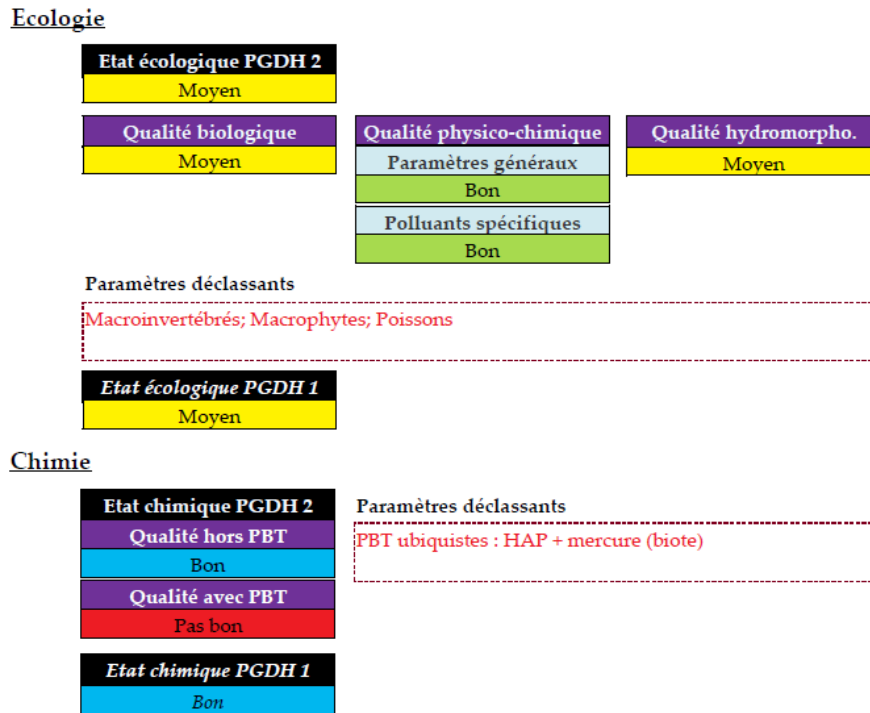 Ecologie
Etat écologique PGDH 2
Moyen
Qualité biologique
Moyen
Qualité physico-chimique
Paramètres généraux
Bon
Polluants spécifiques
Bon
Qualité hydromorpho.
Moyen
Paramètres déclassants
Macroinvertébrés; Macrophytes; Poissons
Etat écologique PGDH 1
Moyen
Chimie
Etat chimique PGDH 2
Qualité hors PBT
Bon
Qualité avec PBT
Pas bon
Paramètres déclassants
PBT ubiquistes : HAP + mercure (biote)
Etat chimique PGDH 1
Bon